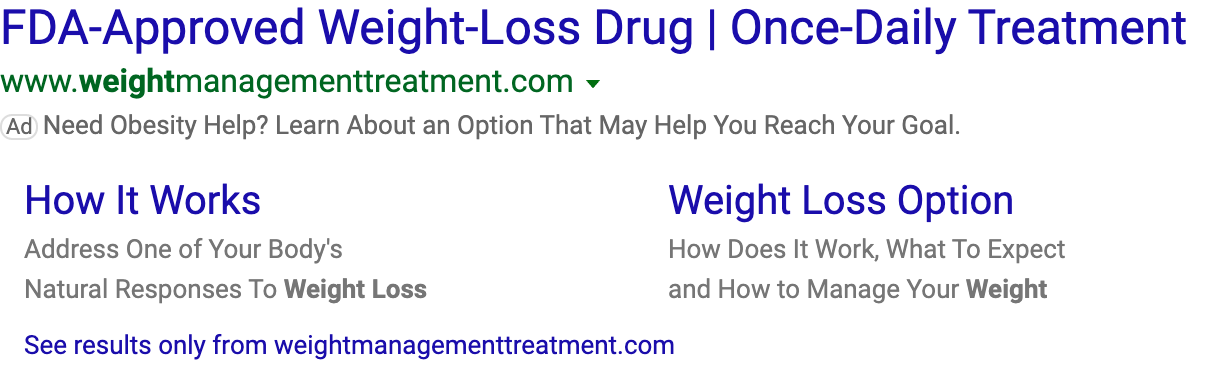 FDA-Approved Weight-Loss Drug | Once-Daily Treatment
www.weightmanagementtreatment.com
Ad Need Obesity Help? Learn About an Option That May Help You Reach Your Goal.
How It Works
Address One of Your Body's
Natural Responses To Weight Loss
Weight Loss Option
How Does It Work, What To Expect
and How to Manage Your Weight
See results only from weightmanagementtreatment.com